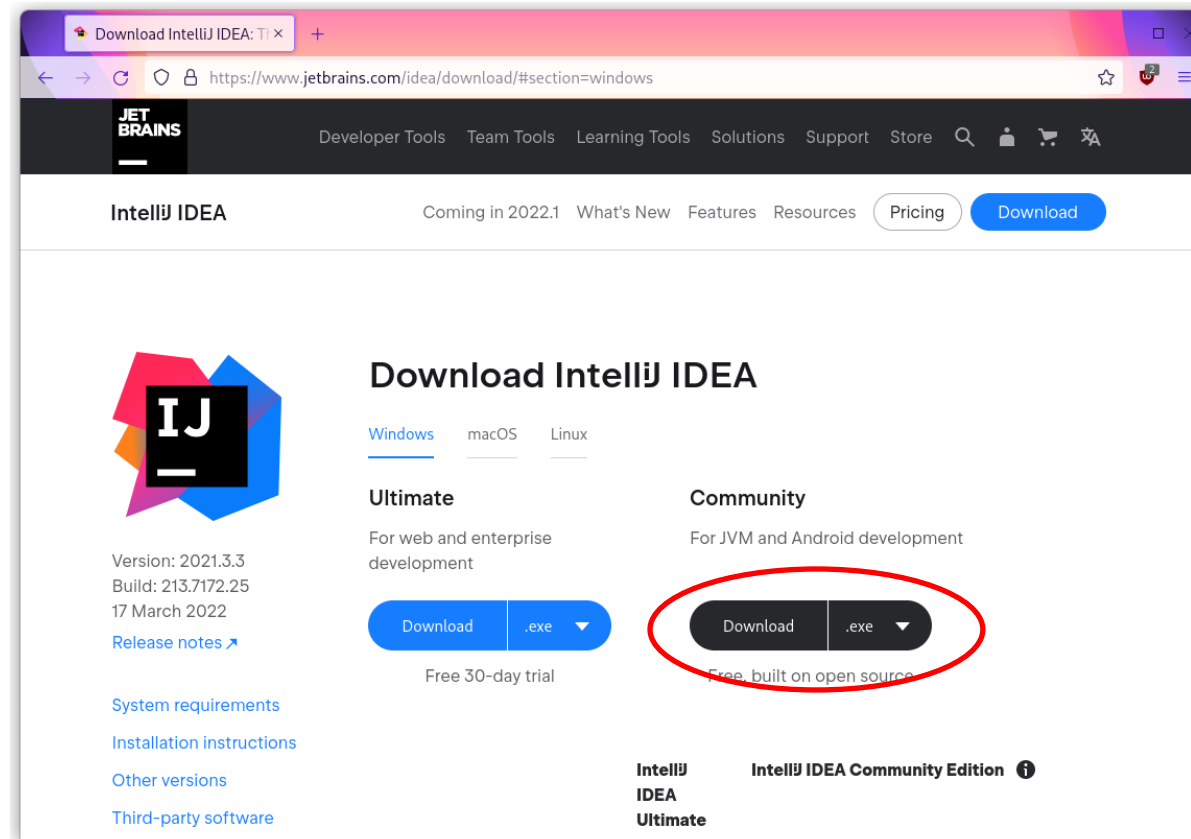 Download IntelliJ IDEA: T
https://www.jetbrains.com/idea/download/#section=windows
2
JET
BRAINS
Developer Tools Team Tools Learning Tools Solutions Support Store
IntelliJ IDEA
Coming in 2022.1 What's New Features Resources Pricing Download
Download IntelliJ IDEA
IJ
Windows macOS Linux
Ultimate
For web and enterprise
development
Download .exe
Free 30-day trial
Community
For JVM and Android development
Download .exe
Free, built on open source
Version: 2021.3.3
Build: 213.7172.25
17 March 2022
Release notes ↗
System requirements
Installation instructions
Other versions
Third-party software
IntelliJ
IDEA
Ultimate
IntelliJ IDEA Community Edition